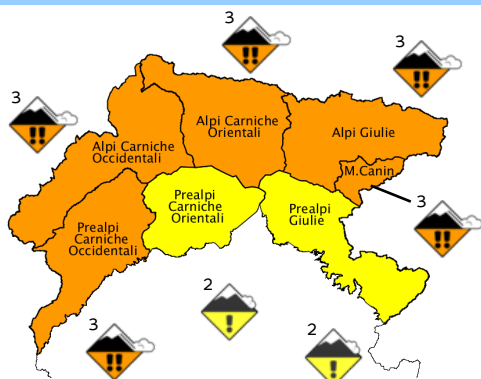 3
3
3
Alpi Carniche
Orientali
Alpi Giulie
Alpi Carniche
Occidentali
M.Canin
3
Prealpi
Carniche
Orientali
Prealpi
Giulie
Prealpi
Carniche
Occidentali
2
3
2